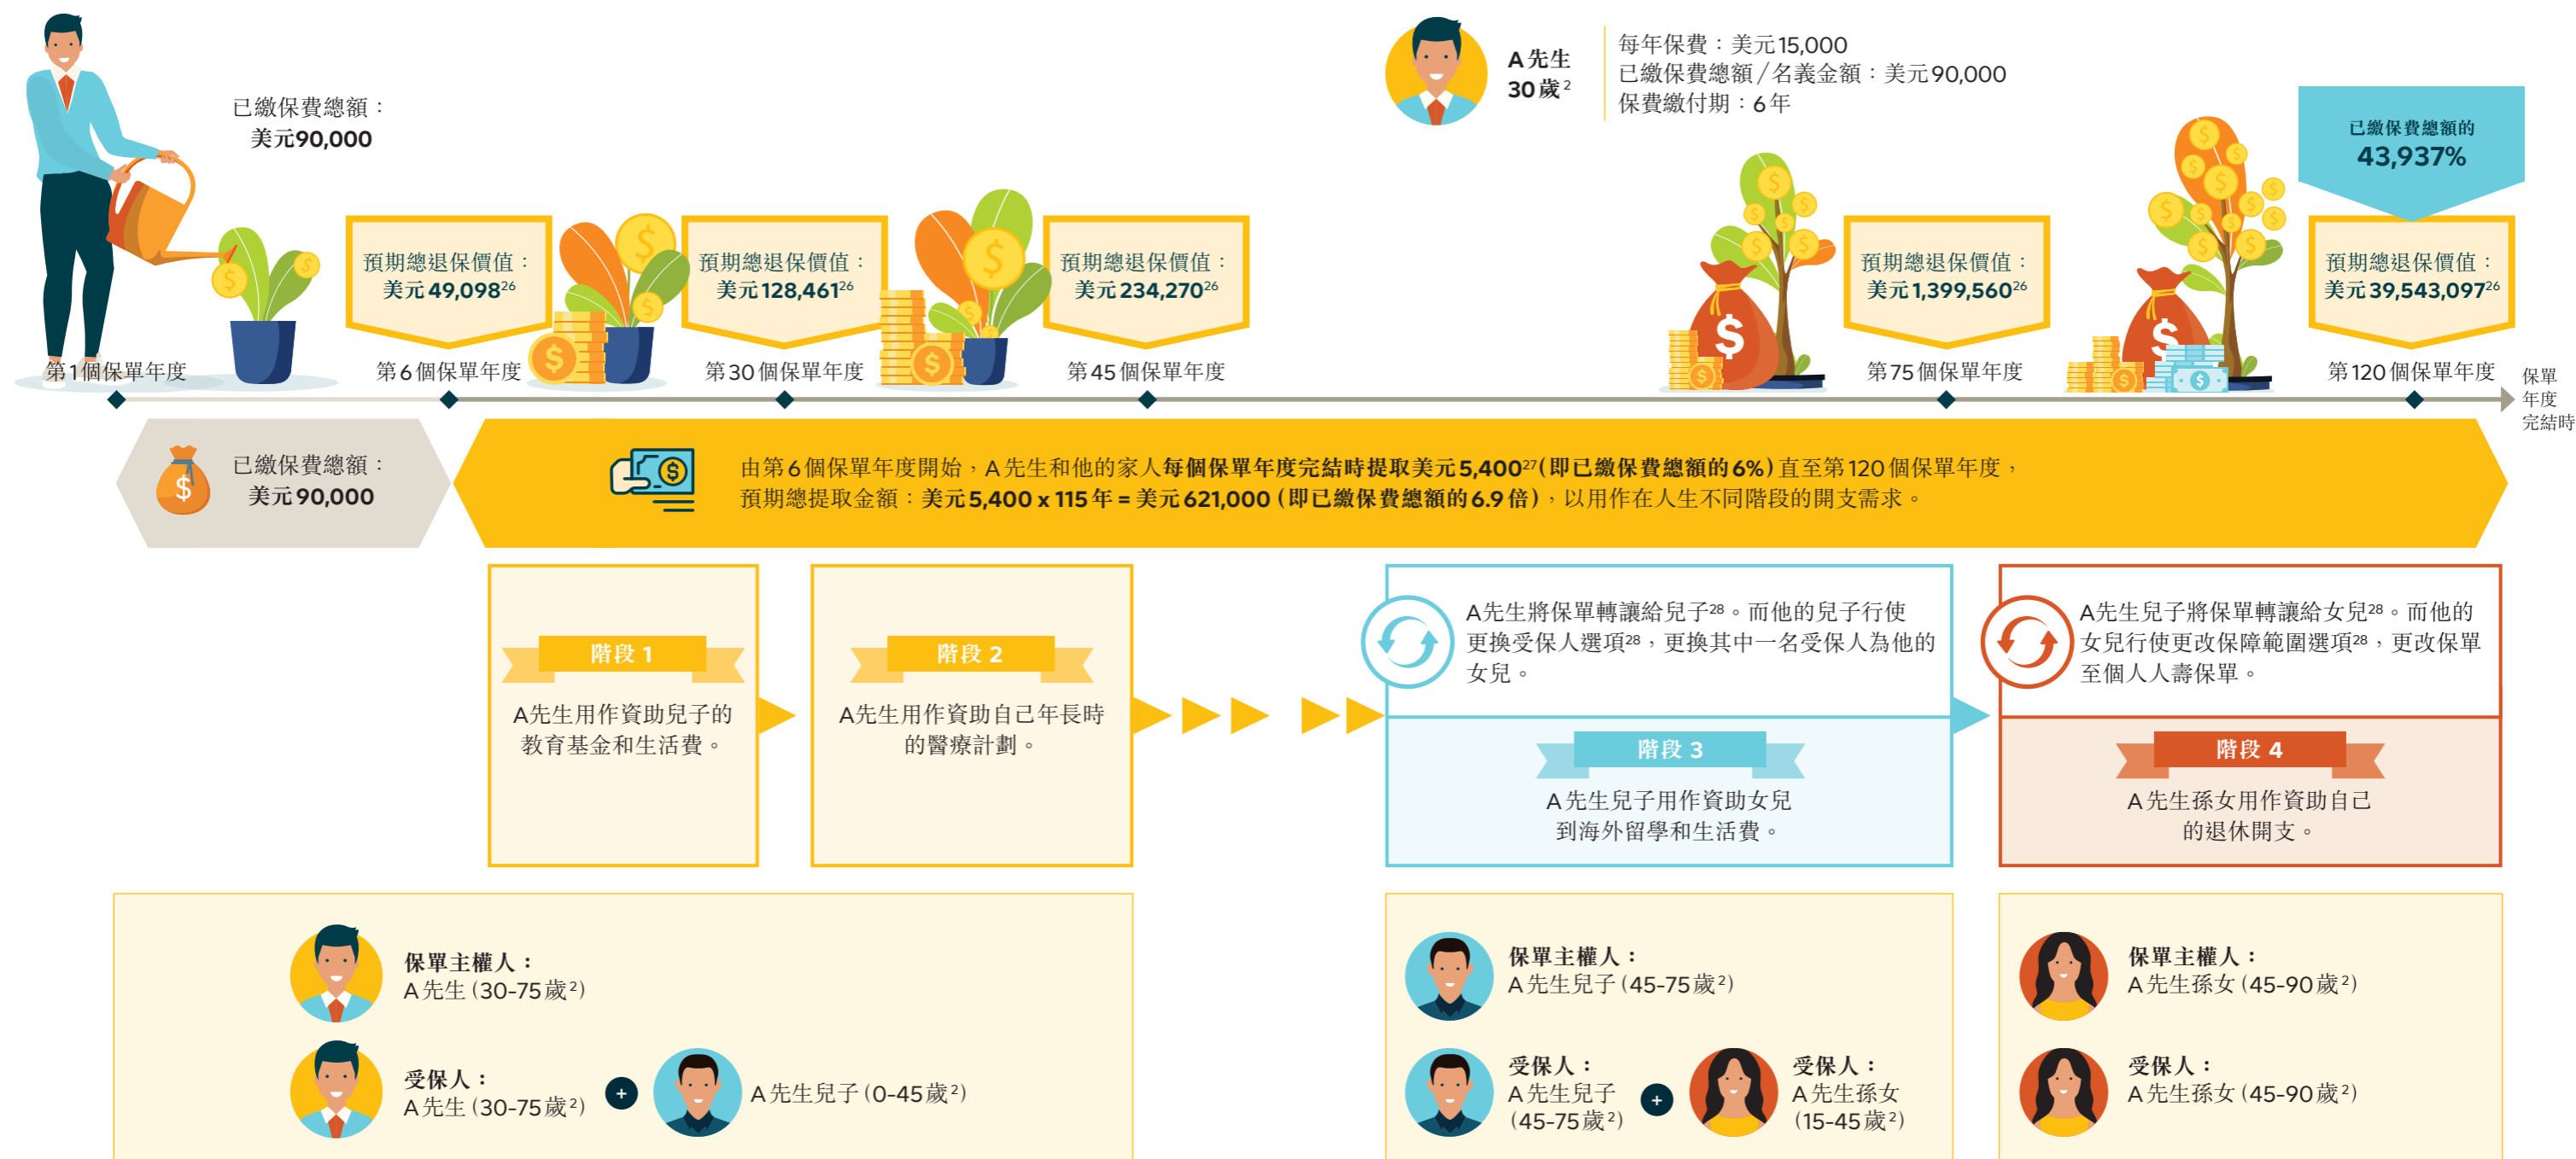 A先生
30歲²
每年保費：美元15,000
已繳保費總額/名義金額：美元90,000
保費繳付期：6年
已繳保費總額：
美元90,000
已繳保費總額的
43,937%
預期總退保價值：
美元49,098²⁶
預期總退保價值：
美元128,461²⁶
預期總退保價值：
美元234,270²⁶
預期總退保價值：
美元1,399,560²⁶
預期總退保價值：
美元39,543,097²⁶
第1個保單年度
第6個保單年度
第30個保單年度
第45個保單年度
第75個保單年度
第120個保單年度
保單
年度
完結時
已繳保費總額：
美元90,000
由第6個保單年度開始，A先生和他的家人每個保單年度完結時提取美元5,400²⁷(即已繳保費總額的6%)直至第120個保單年度，
預期總提取金額：美元5,400 x 115年 = 美元621,000 (即已繳保費總額的6.9倍)，以用作在人生不同階段的開支需求。
階段 1
A先生用作資助兒子的
教育基金和生活費。
階段 2
A先生用作資助自己年長時
的醫療計劃。
A先生將保單轉讓給兒子²⁸。而他的兒子行使
更換受保人選項²⁸，更換其中一名受保人為他的
女兒。
階段 3
A先生兒子用作資助女兒
到海外留學和生活費。
A先生兒子將保單轉讓給女兒²⁸。而他的
女兒行使更改保障範圍選項²⁸，更改保單
至個人人壽保單。
階段 4
A先生孫女用作資助自己
的退休開支。
保單主權人：
A先生(30-75歲²)
受保人：
A先生(30-75歲²)
+
A先生兒子(0-45歲²)
保單主權人：
A先生兒子(45-75歲²)
受保人：
A先生兒子
(45-75歲²)
+
受保人：
A先生孫女
(15-45歲²)
保單主權人：
A先生孫女(45-90歲²)
受保人：
A先生孫女(45-90歲²)